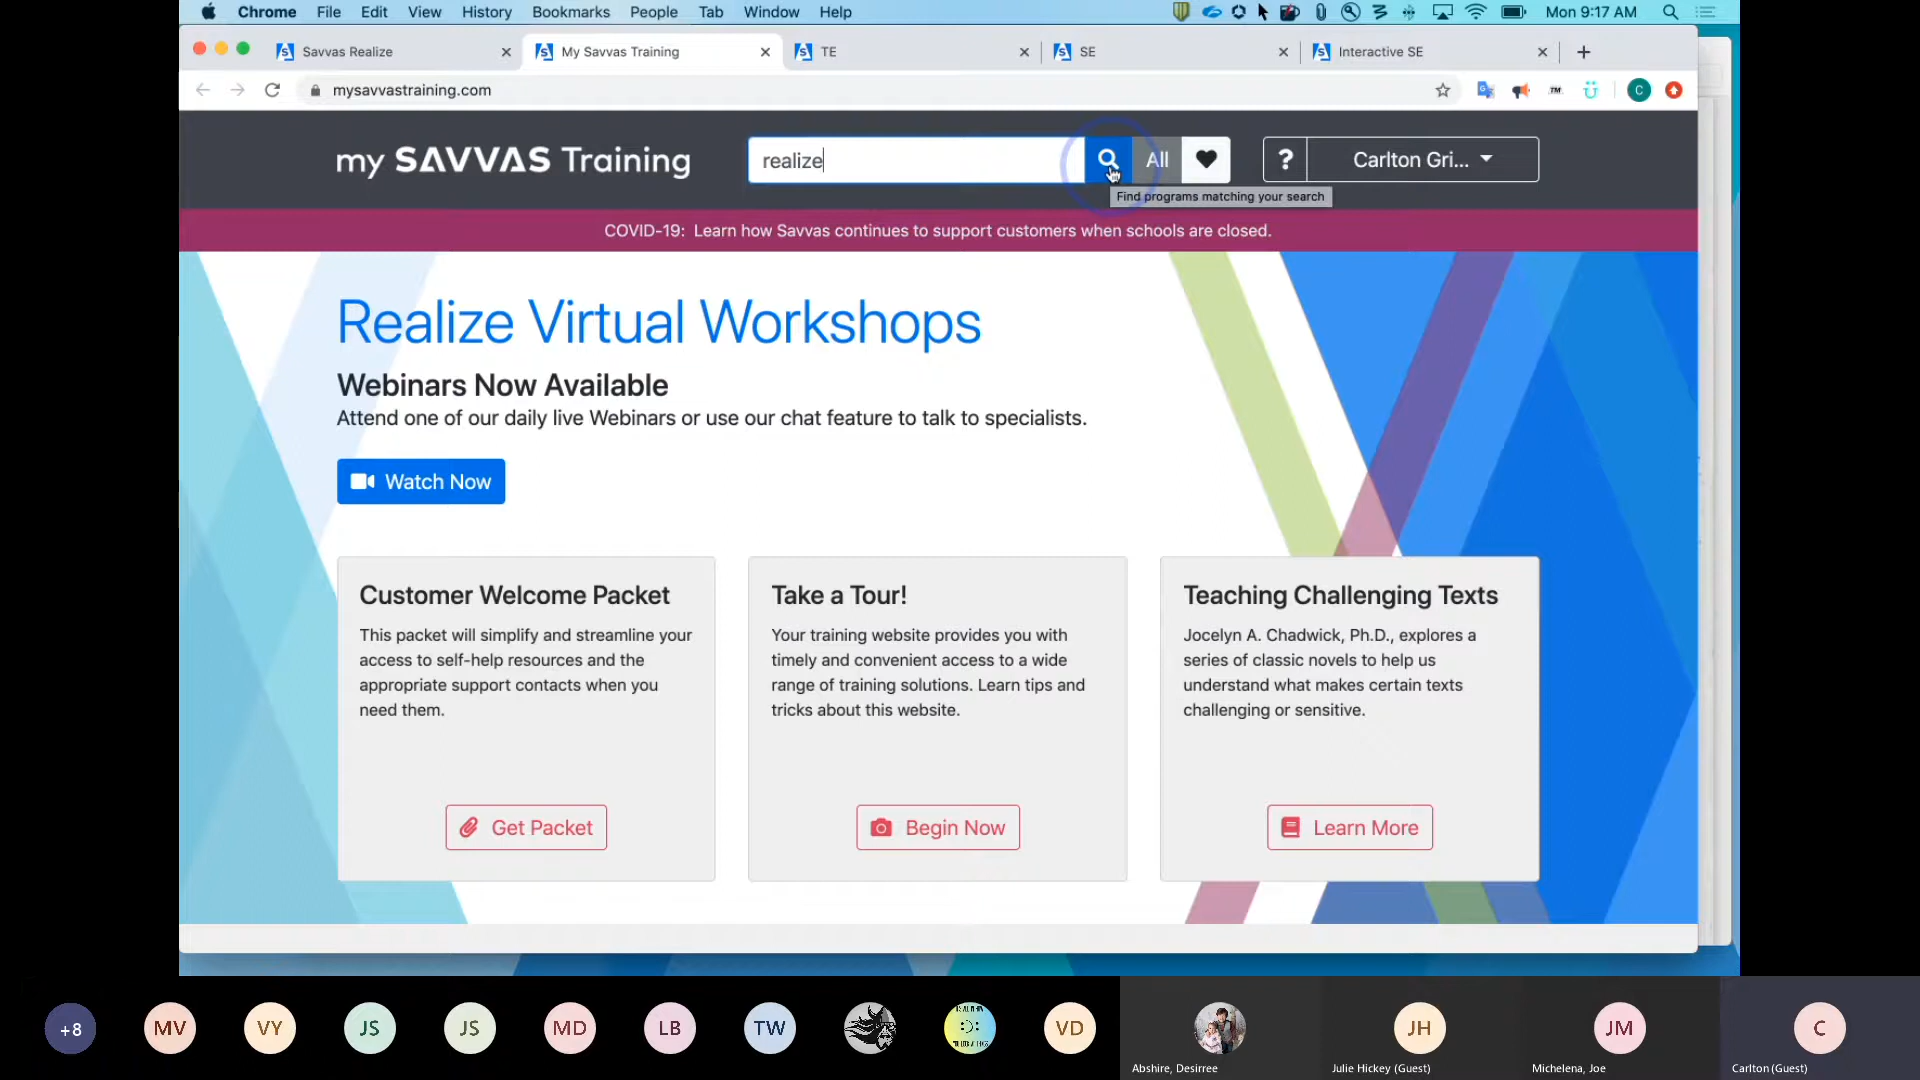 Chrome File Edit View History Bookmarks People Tab Window Help
Mon 9:17 AM
Savvas Realize
My Savvas Training
TE
SE
Interactive SE
mysavvastraining.com
TM
C
my SAVVAS Training
realize
All
?
Carlton Gri...
Find programs matching your search
COVID-19: Learn how Savvas continues to support customers when schools are closed.
Realize Virtual Workshops
Webinars Now Available
Attend one of our daily live Webinars or use our chat feature to talk to specialists.
Watch Now
Customer Welcome Packet
This packet will simplify and streamline your
access to self-help resources and the
appropriate support contacts when you
need them.
Get Packet
Take a Tour!
Your training website provides you with
timely and convenient access to a wide
range of training solutions. Learn tips and
tricks about this website.
Begin Now
Teaching Challenging Texts
Jocelyn A. Chadwick, Ph.D., explores a
series of classic novels to help us
understand what makes certain texts
challenging or sensitive.
Learn More
+8
MV
VY
JS
JS
MD
LB
TW
VD
JH
JM
C
Abshire, Desirree
Julie Hickey (Guest)
Michelena, Joe
Carlton (Guest)